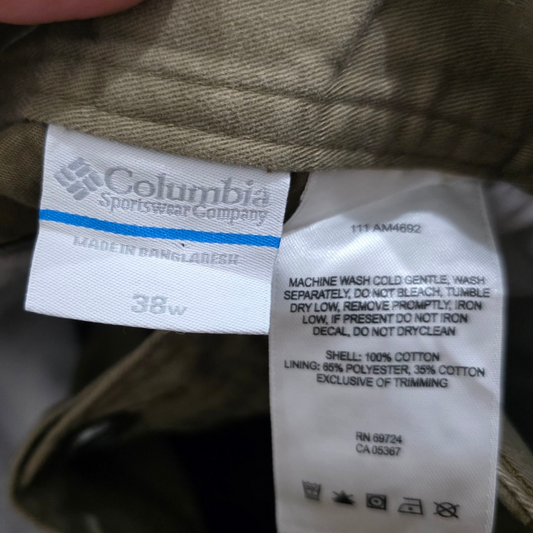 Columbia
Sportswear Company
MADE IN BANGLADESH
38W
111 AM4692
MACHINE WASH COLD GENTLE, WASH
SEPARATELY, DO NOT BLEACH, TUMBLE
DRY LOW, REMOVE PROMPTLY, IRON
LOW, IF PRESENT DO NOT IRON
DECAL, DO NOT DRYCLEAN
SHELL: 100% COTTON
LINING: 65% POLYESTER, 35% COTTON
EXCLUSIVE OF TRIMMING
RN 69724
CA 05367